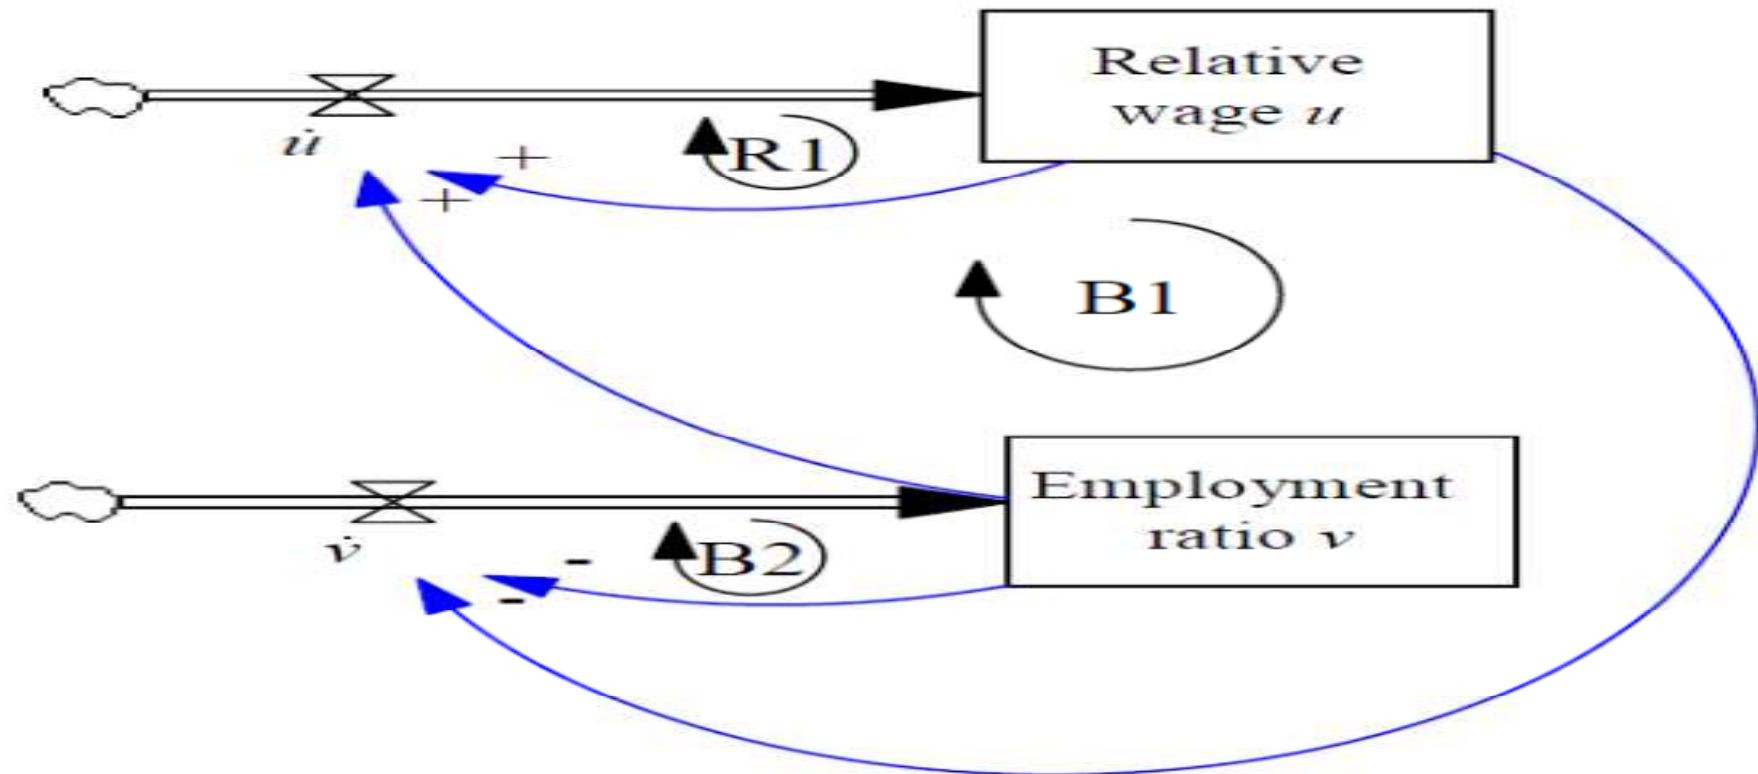 Relative
wage u
u̇
+
R1
+
B1
Employment
ratio v
v̇
-
B2
-